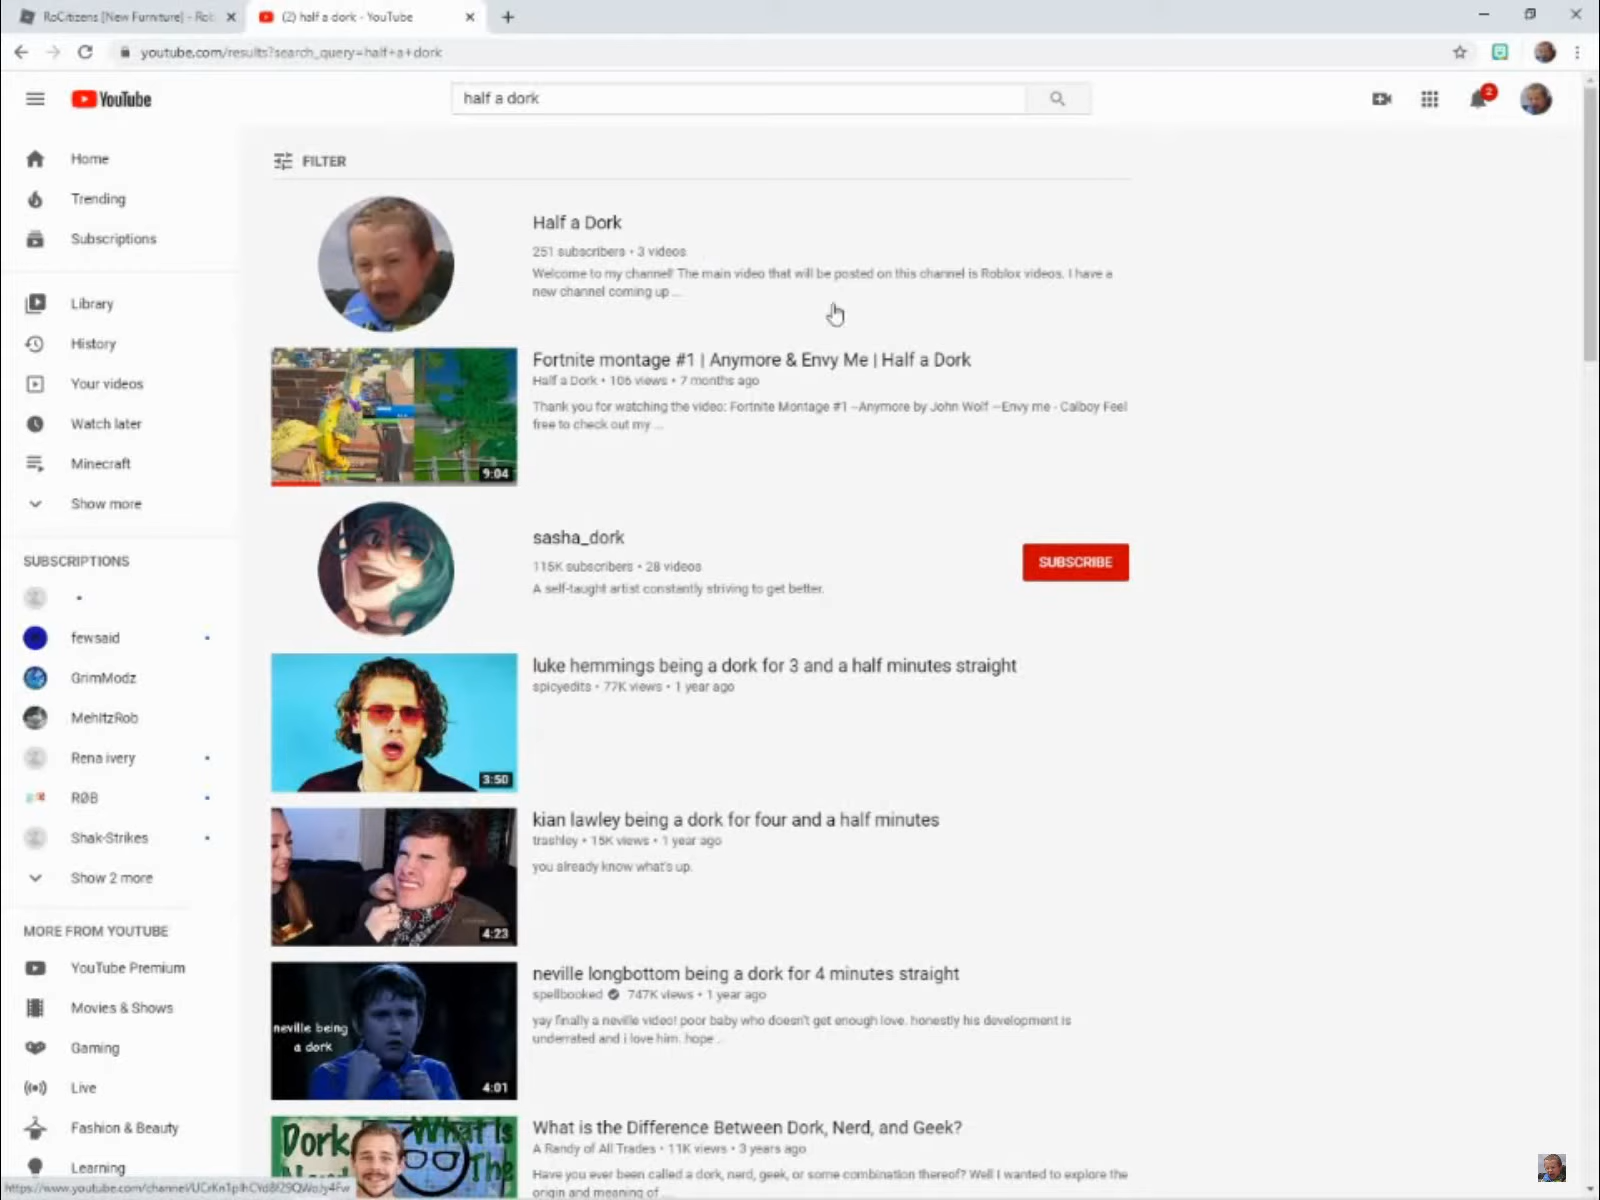 RoCitizens [New Furniture] - Rob
(2) half a dork - YouTube
youtube.com/results?search_query=half+a+dork
YouTube
half a dork
2
Home
Trending
Subscriptions
Library
History
Your videos
Watch later
Minecraft
Show more
SUBSCRIPTIONS
fewsaid
GrimModz
MehItzRob
Rena ivery
RØB
Shak-Strikes
Show 2 more
MORE FROM YOUTUBE
YouTube Premium
Movies & Shows
Gaming
Live
Fashion & Beauty
Learning
FILTER
Half a Dork
251 subscribers • 3 videos
Welcome to my channel! The main video that will be posted on this channel is Roblox videos. I have a
new channel coming up ...
Fortnite montage #1 | Anymore & Envy Me | Half a Dork
Half a Dork • 106 views • 7 months ago
Thank you for watching the video: Fortnite Montage #1 --Anymore by John Wolf --Envy me - Calboy Feel
free to check out my ...
9:04
sasha_dork
115K subscribers • 28 videos
A self-taught artist constantly striving to get better.
SUBSCRIBE
luke hemmings being a dork for 3 and a half minutes straight
spicyedits • 77K views • 1 year ago
3:50
kian lawley being a dork for four and a half minutes
trashley • 15K views • 1 year ago
you already know what's up.
4:23
neville longbottom being a dork for 4 minutes straight
spellbooked 747K views • 1 year ago
yay finally a neville video! poor baby who doesn't get enough love. honestly his development is
underrated and i love him. hope ...
neville being
a dork
4:01
What is the Difference Between Dork, Nerd, and Geek?
A Randy of All Trades • 11K views • 3 years ago
Have you ever been called a dork, nerd, geek, or some combination thereof? Well I wanted to explore the
origin and meaning of ...
Dork
What Is
The